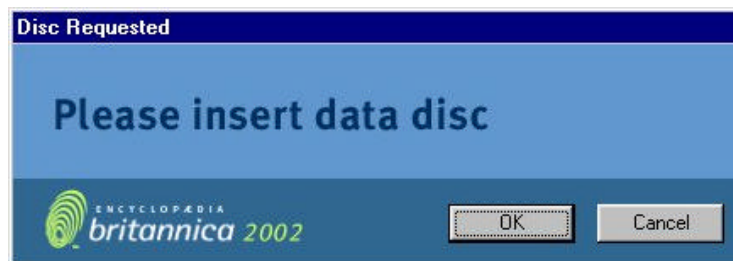 Disc Requested
Please insert data disc
ENCYCLOPÆDIA
britannica 2002
OK
Cancel